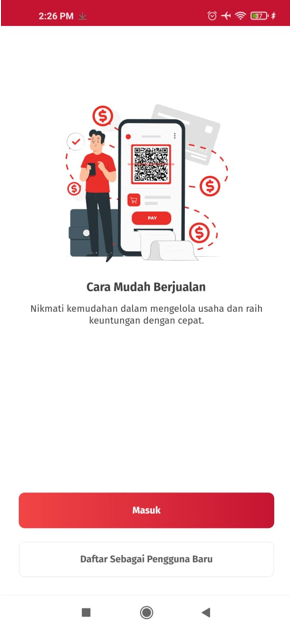 2:26 PM
57
PAY
Cara Mudah Berjualan
Nikmati kemudahan dalam mengelola usaha dan raih
keuntungan dengan cepat.
Masuk
Daftar Sebagai Pengguna Baru